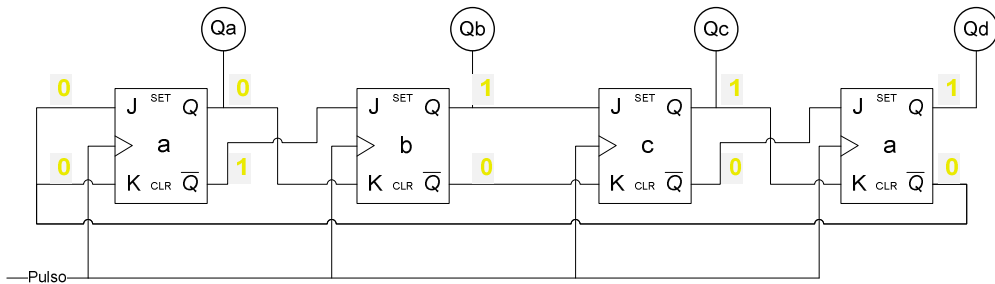 Qa Qb Qc Qd
0 0 1 1 1
J SET Q J SET Q J SET Q J SET Q
a b c a
0 1 0 0 0
K CLR Q̅ K CLR Q̅ K CLR Q̅ K CLR Q̅
Pulso